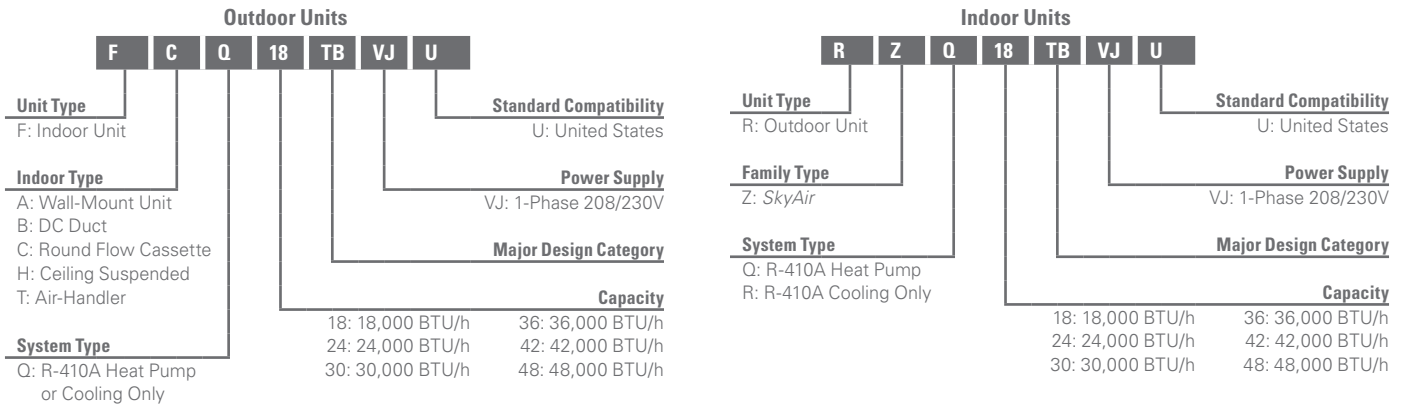 Outdoor Units
F C Q 18 TB VJ U
Unit Type
F: Indoor Unit
Indoor Type
A: Wall-Mount Unit
B: DC Duct
C: Round Flow Cassette
H: Ceiling Suspended
T: Air-Handler
System Type
Q: R-410A Heat Pump
or Cooling Only
Standard Compatibility
U: United States
Power Supply
VJ: 1-Phase 208/230V
Major Design Category
Capacity
18: 18,000 BTU/h 36: 36,000 BTU/h
24: 24,000 BTU/h 42: 42,000 BTU/h
30: 30,000 BTU/h 48: 48,000 BTU/h
Indoor Units
R Z Q 18 TB VJ U
Unit Type
R: Outdoor Unit
Family Type
Z: SkyAir
System Type
Q: R-410A Heat Pump
R: R-410A Cooling Only
Standard Compatibility
U: United States
Power Supply
VJ: 1-Phase 208/230V
Major Design Category
Capacity
18: 18,000 BTU/h 36: 36,000 BTU/h
24: 24,000 BTU/h 42: 42,000 BTU/h
30: 30,000 BTU/h 48: 48,000 BTU/h